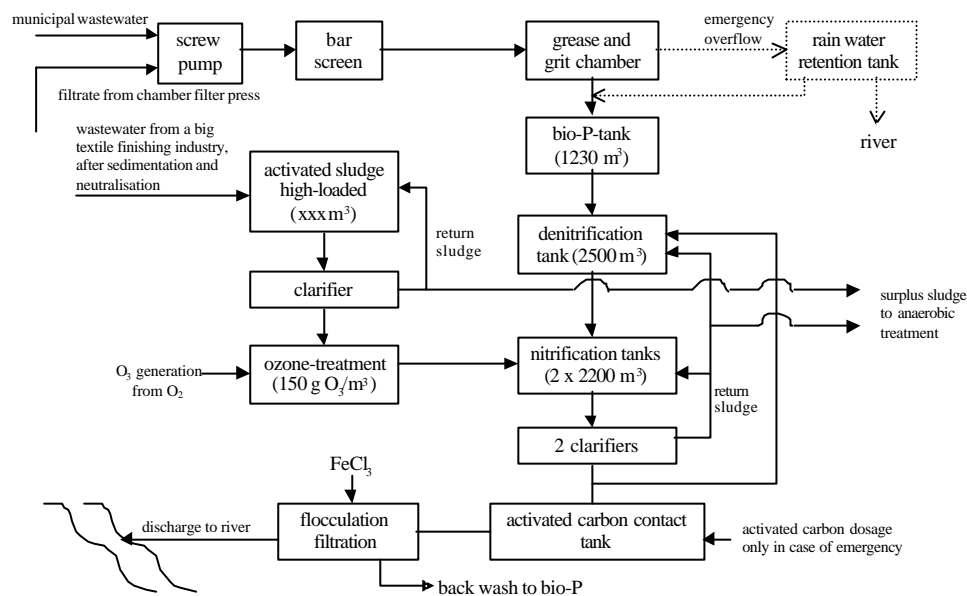 municipal wastewater
screw
pump
filtrate from chamber filter press
bar
screen
grease and
grit chamber
emergency
overflow
rain water
retention tank
river
wastewater from a big
textile finishing industry,
after sedimentation and
neutralisation
activated sludge
high-loaded
(xxx m³)
return
sludge
bio-P-tank
(1230 m³)
denitrification
tank (2500 m³)
clarifier
surplus sludge
to anaerobic
treatment
O₃ generation
from O₂
ozone-treatment
(150 g O₃/m³)
nitrification tanks
(2 x 2200 m³)
return
sludge
2 clarifiers
FeCl₃
discharge to river
flocculation
filtration
activated carbon contact
tank
activated carbon dosage
only in case of emergency
back wash to bio-P